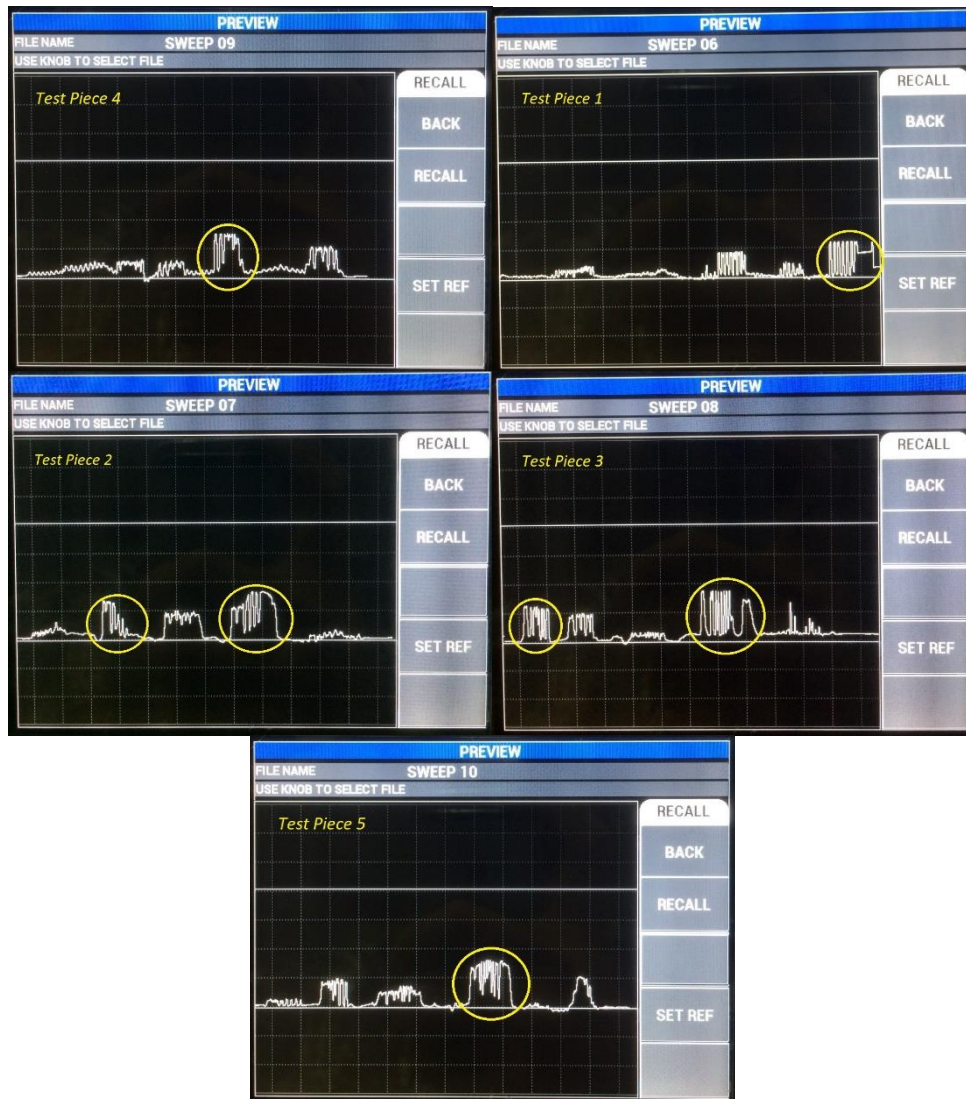 PREVIEW
FILE NAME SWEEP 09
USE KNOB TO SELECT FILE
RECALL
Test Piece 4
BACK
RECALL
SET REF
PREVIEW
FILE NAME SWEEP 06
USE KNOB TO SELECT FILE
RECALL
Test Piece 1
BACK
RECALL
SET REF
PREVIEW
FILE NAME SWEEP 07
USE KNOB TO SELECT FILE
RECALL
Test Piece 2
BACK
RECALL
SET REF
PREVIEW
FILE NAME SWEEP 08
USE KNOB TO SELECT FILE
RECALL
Test Piece 3
BACK
RECALL
SET REF
PREVIEW
FILE NAME SWEEP 10
USE KNOB TO SELECT FILE
RECALL
Test Piece 5
BACK
RECALL
SET REF